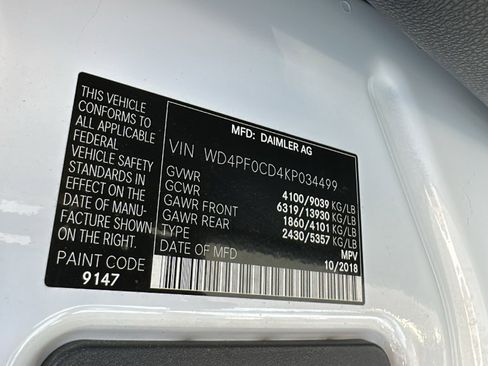 THIS VEHICLE
CONFORMS TO
ALL APPLICABLE
FEDERAL
VEHICLE SAFETY
STANDARDS IN
EFFECT ON THE
DATE OF MANU-
FACTURE SHOWN
ON THE RIGHT.
PAINT CODE
9147
MFD: DAIMLER AG
VIN WD4PF0CD4KP034499
GVWR 4100/9039 KG/LB
GCWR 6319/13930 KG/LB
GAWR FRONT 1860/4101 KG/LB
GAWR REAR 2430/5357 KG/LB
TYPE MPV
DATE OF MFD 10/2018